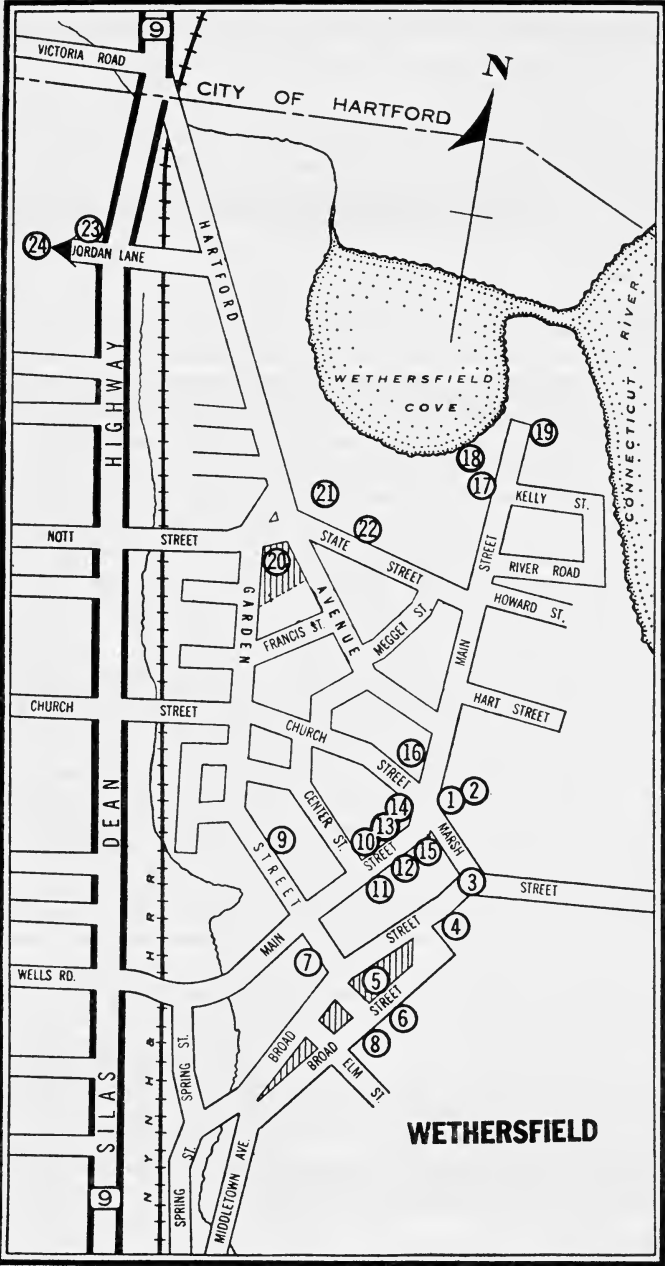 9
VICTORIA ROAD
N
CITY OF HARTFORD
HARTFORD
23
24
JORDAN LANE
CONNECTICUT RIVER
WETHERSFIELD
COVE
HIGHWAY
19
18
17
KELLY ST.
21
22
NOTT STREET
STATE STREET
STREET
RIVER ROAD
20
AVENUE
HOWARD ST.
GARDEN
FRANCIS ST.
MEGGET ST.
MAIN
CHURCH STREET
HART STREET
CHURCH STREET
16
DEAN
2
1
14
13
10
CENTER ST.
9
STREET
STREET
MARSH
15
12
11
3
STREET
STREET
4
MAIN
7
5
STREET
WELLS RD.
6
8
BROAD
BROAD
ELM ST.
SPRING ST.
N Y N H & H R R
SILAS
WETHERSFIELD
MIDDLETOWN AVE.
SPRING ST.
9